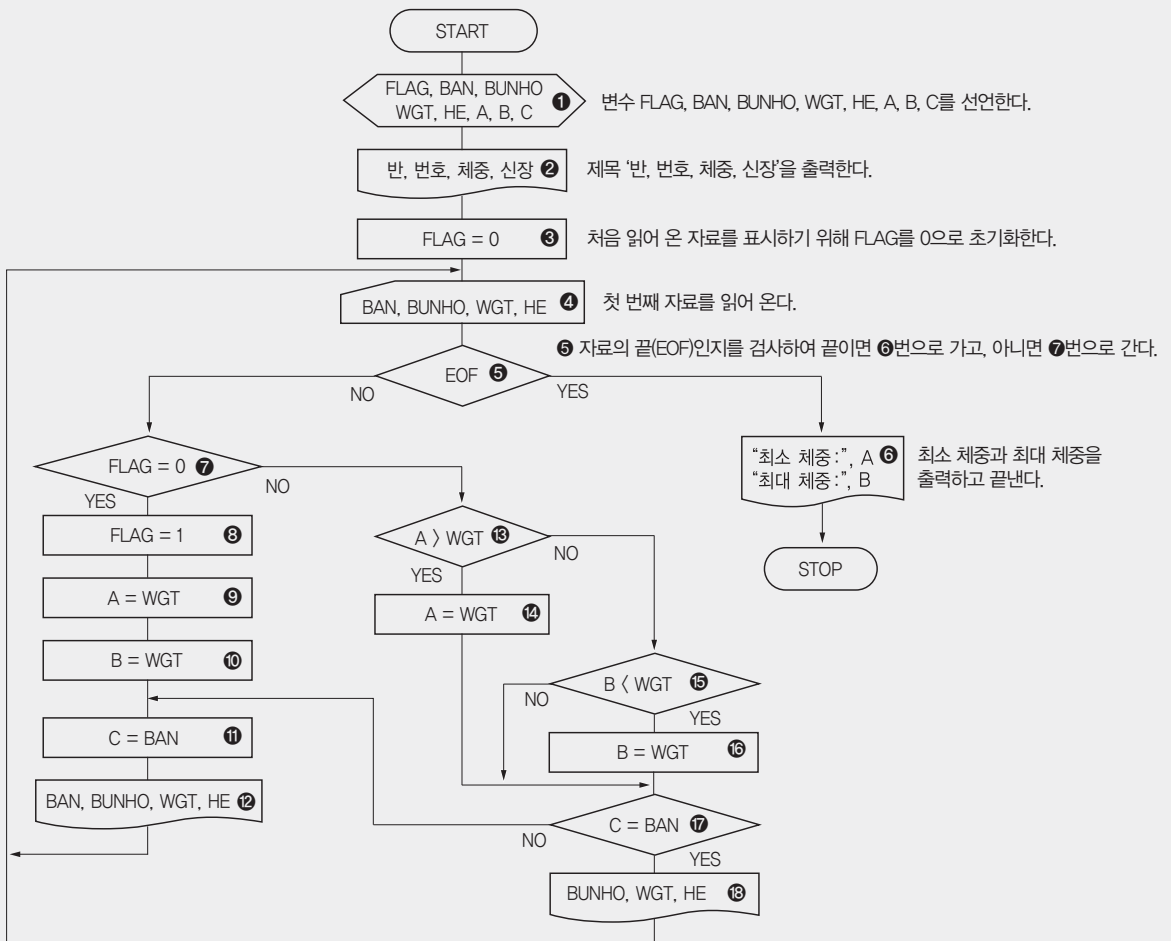 START
FLAG, BAN, BUNHO
WGT, HE, A, B, C ❶
변수 FLAG, BAN, BUNHO, WGT, HE, A, B, C를 선언한다.
반, 번호, 체중, 신장 ❷
제목 ‘반, 번호, 체중, 신장’을 출력한다.
FLAG = 0 ❸
처음 읽어 온 자료를 표시하기 위해 FLAG를 0으로 초기화한다.
BAN, BUNHO, WGT, HE ❹
첫 번째 자료를 읽어 온다.
❺ 자료의 끝(EOF)인지를 검사하여 끝이면 ❻번으로 가고, 아니면 ❼번으로 간다.
EOF ❺
NO
YES
“최소 체중:”, A ❻
“최대 체중:”, B
최소 체중과 최대 체중을
출력하고 끝낸다.
STOP
FLAG = 0 ❼
YES
NO
FLAG = 1 ❽
A = WGT ❾
B = WGT ❿
C = BAN ⓫
BAN, BUNHO, WGT, HE ⓬
A 〉 WGT ⓭
YES
NO
A = WGT ⓮
B 〈 WGT ⓯
NO
YES
B = WGT ⓰
C = BAN ⓱
NO
YES
BUNHO, WGT, HE ⓲